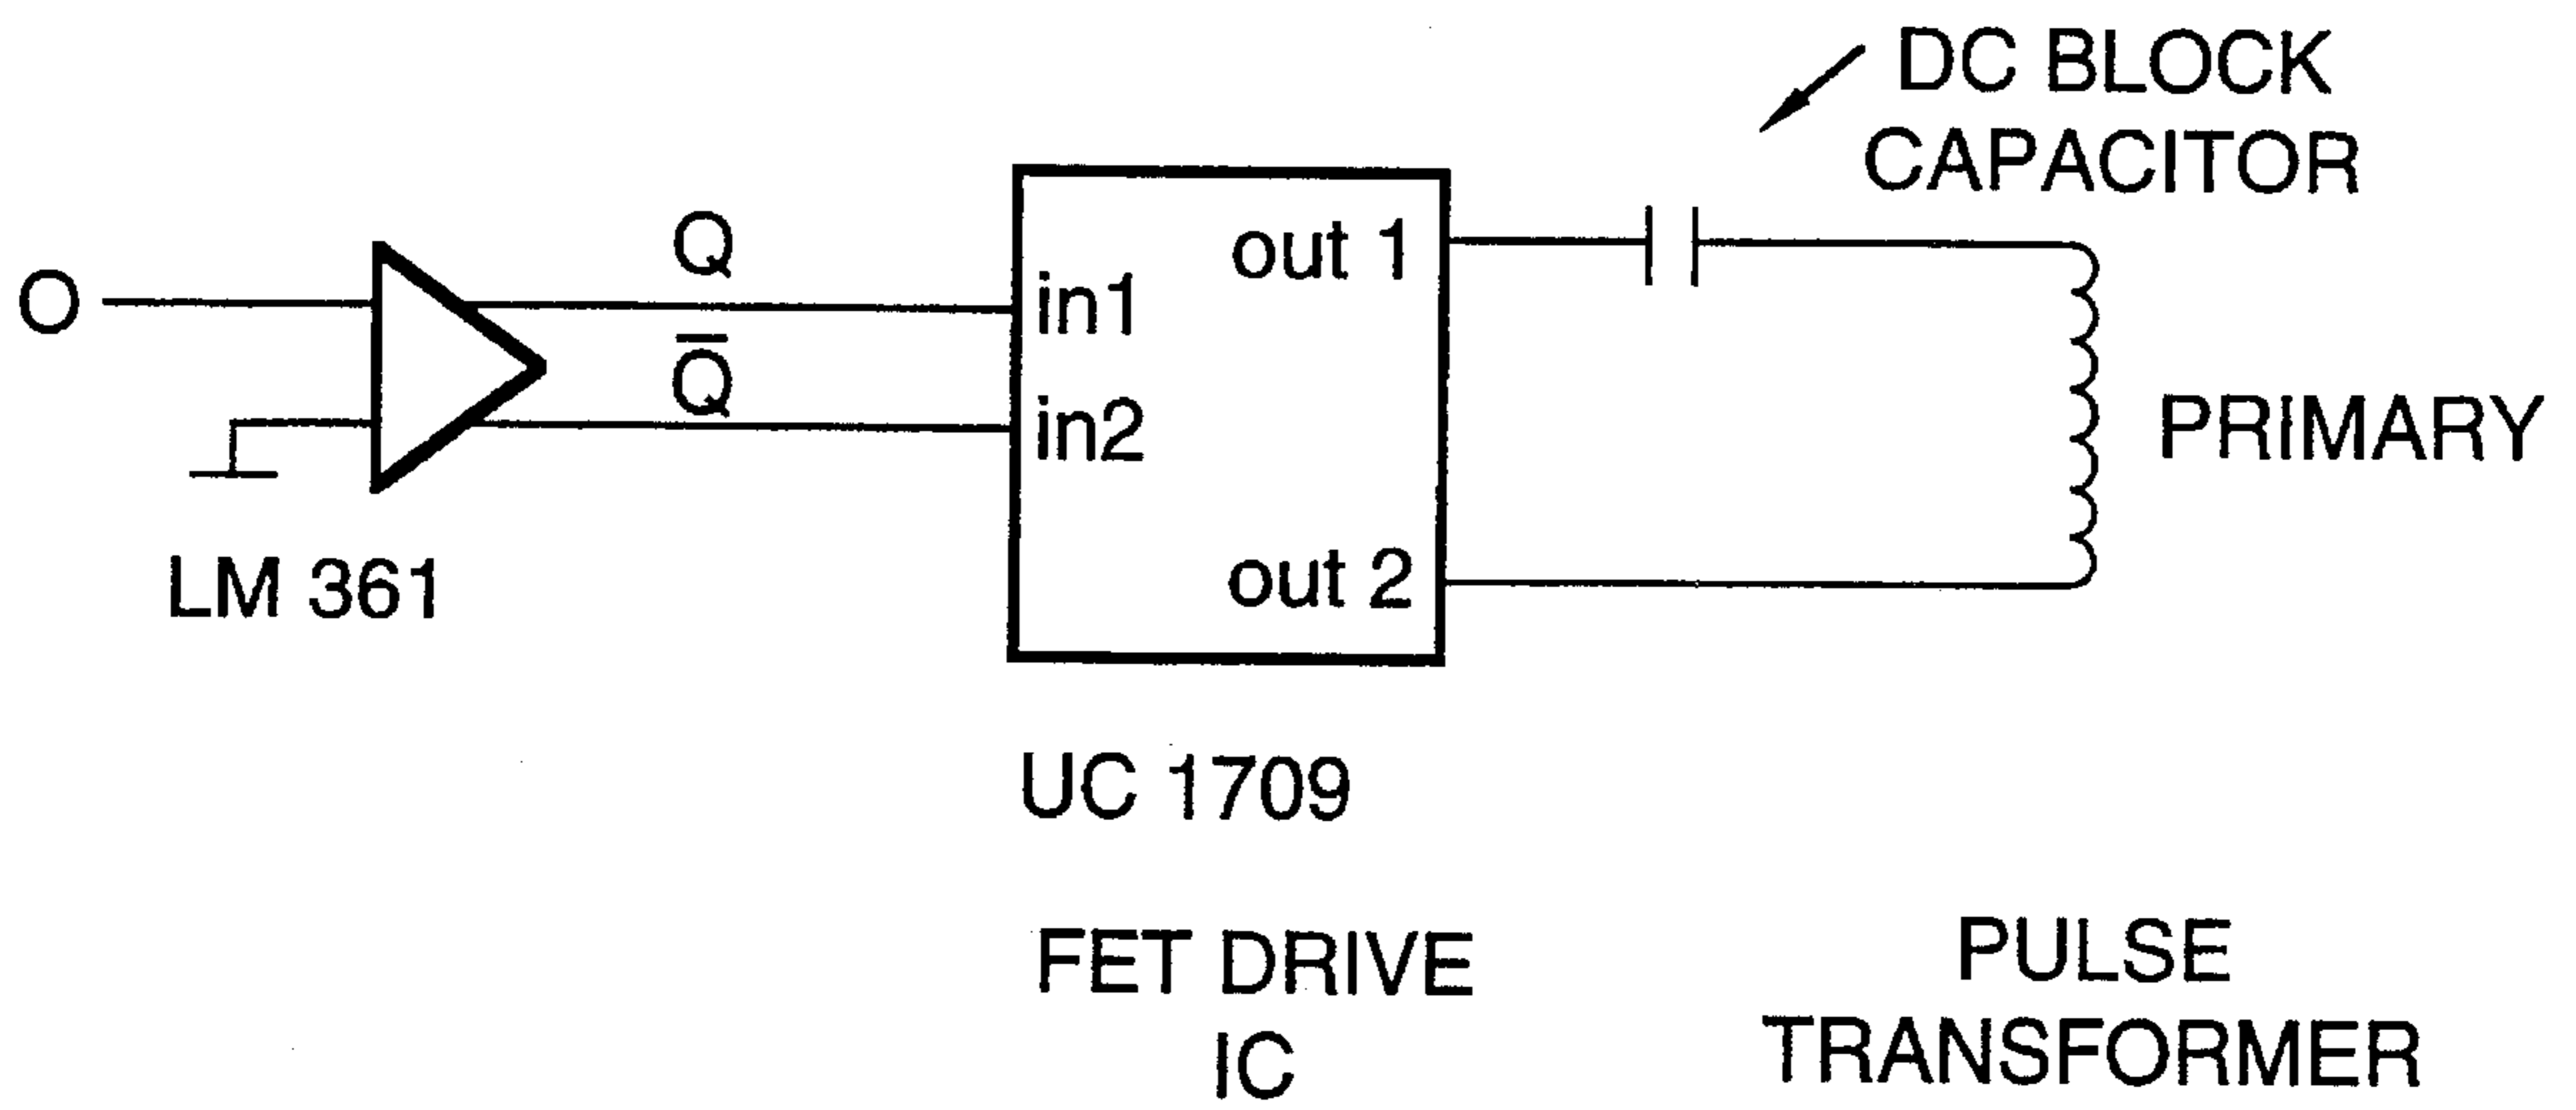 DC BLOCK
CAPACITOR
Q
out 1
O
in1
Q̅
in2
PRIMARY
out 2
LM 361
UC 1709
FET DRIVE
IC
PULSE
TRANSFORMER